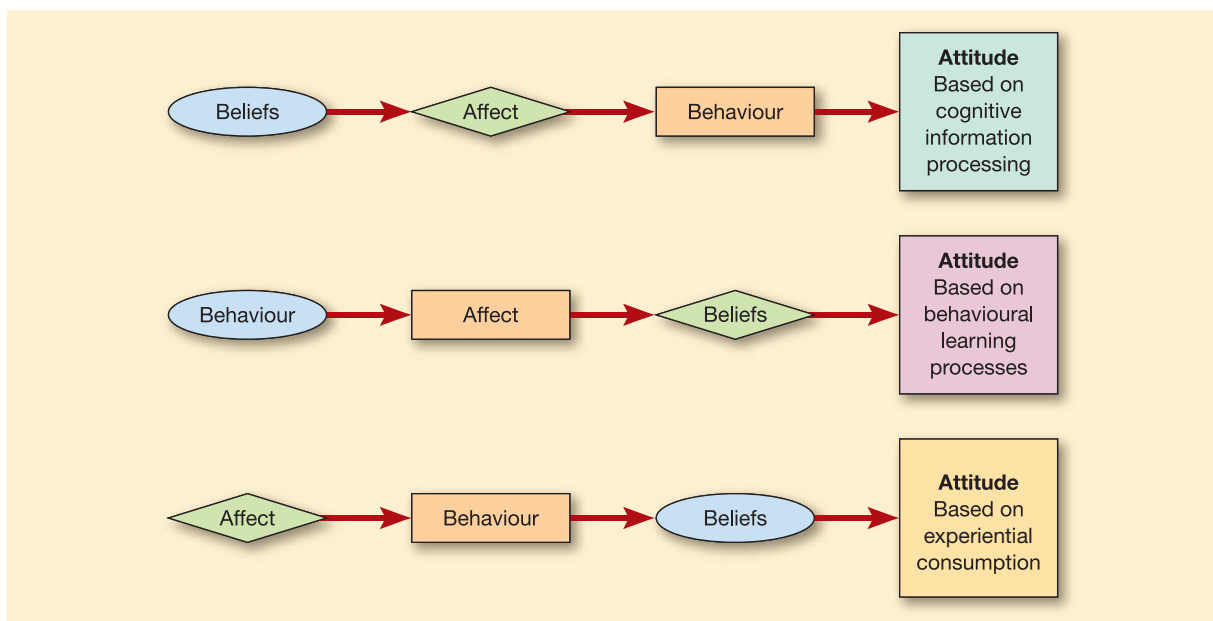 Beliefs
Affect
Behaviour
Attitude
Based on
cognitive
information
processing
Behaviour
Affect
Beliefs
Attitude
Based on
behavioural
learning
processes
Affect
Behaviour
Beliefs
Attitude
Based on
experiential
consumption